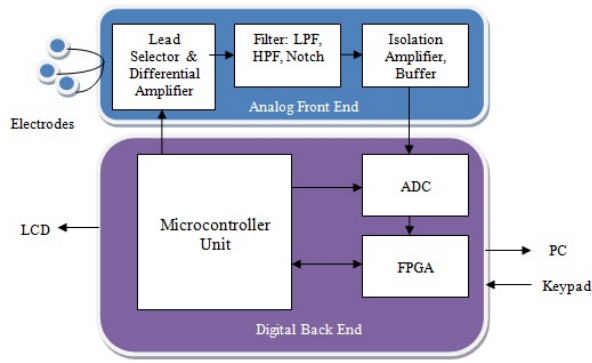 Lead
Selector &
Differential
Amplifier
Filter: LPF,
HPF, Notch
Isolation
Amplifier,
Buffer
Electrodes
Analog Front End
Microcontroller
Unit
ADC
FPGA
LCD
PC
Keypad
Digital Back End